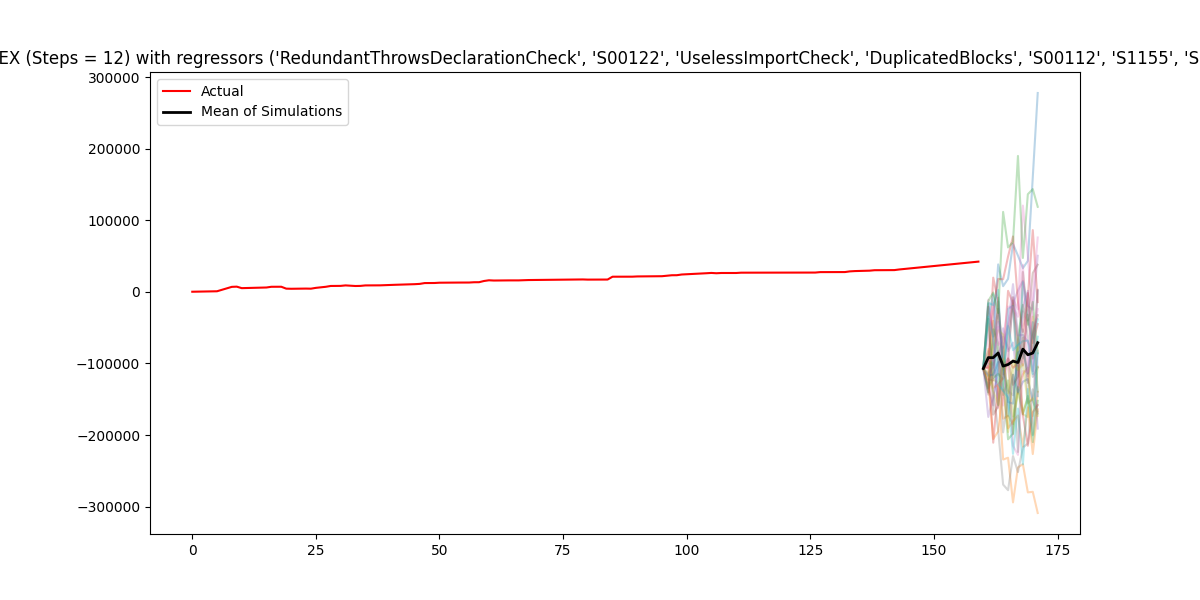 EX (Steps = 12) with regressors ('RedundantThrowsDeclarationCheck', 'S00122', 'UselessImportCheck', 'DuplicatedBlocks', 'S00112', 'S1155', 'S
300000
200000
100000
0
−100000
−200000
−300000
Actual
Mean of Simulations
0 25 50 75 100 125 150 175